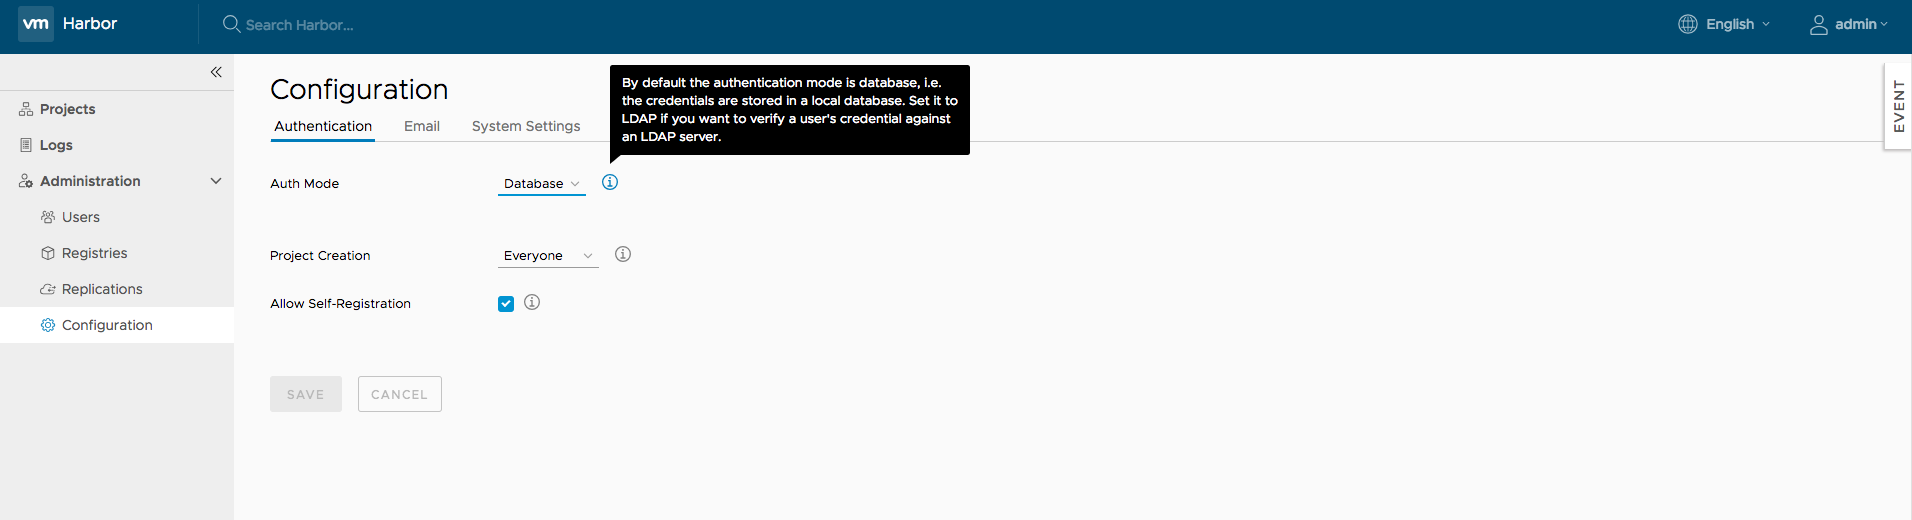 vm Harbor
Search Harbor...
English
admin
Projects
Logs
Administration
Users
Registries
Replications
Configuration
Configuration
Authentication Email System Settings
By default the authentication mode is database, i.e.
the credentials are stored in a local database. Set it to
LDAP if you want to verify a user's credential against
an LDAP server.
Auth Mode Database
Project Creation Everyone
Allow Self-Registration
SAVE CANCEL
EVENT